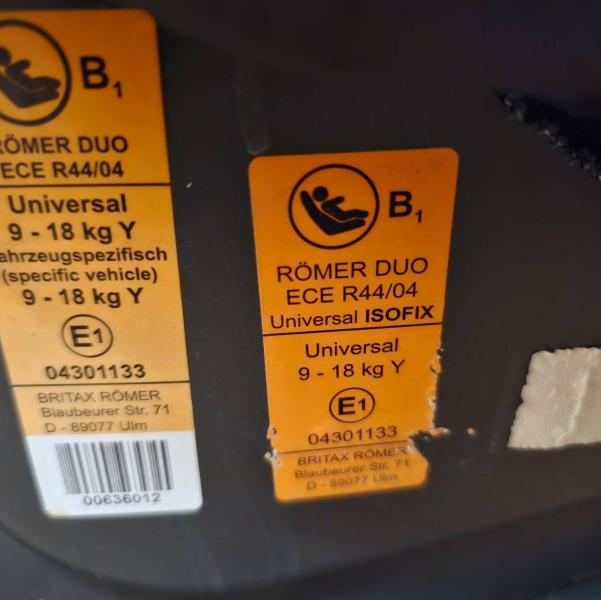 B1
RÖMER DUO
ECE R44/04
Universal
9 - 18 kg Y
ahrzeugspezifisch
(specific vehicle)
9 - 18 kg Y
E1
04301133
BRITAX RÖMER
Blaubeurer Str. 71
D - 89077 Ulm
00636012
B1
RÖMER DUO
ECE R44/04
Universal ISOFIX
Universal
9 - 18 kg Y
E1
04301133
BRITAX RÖMER
Blaubeurer Str. 71
D - 89077 Ulm